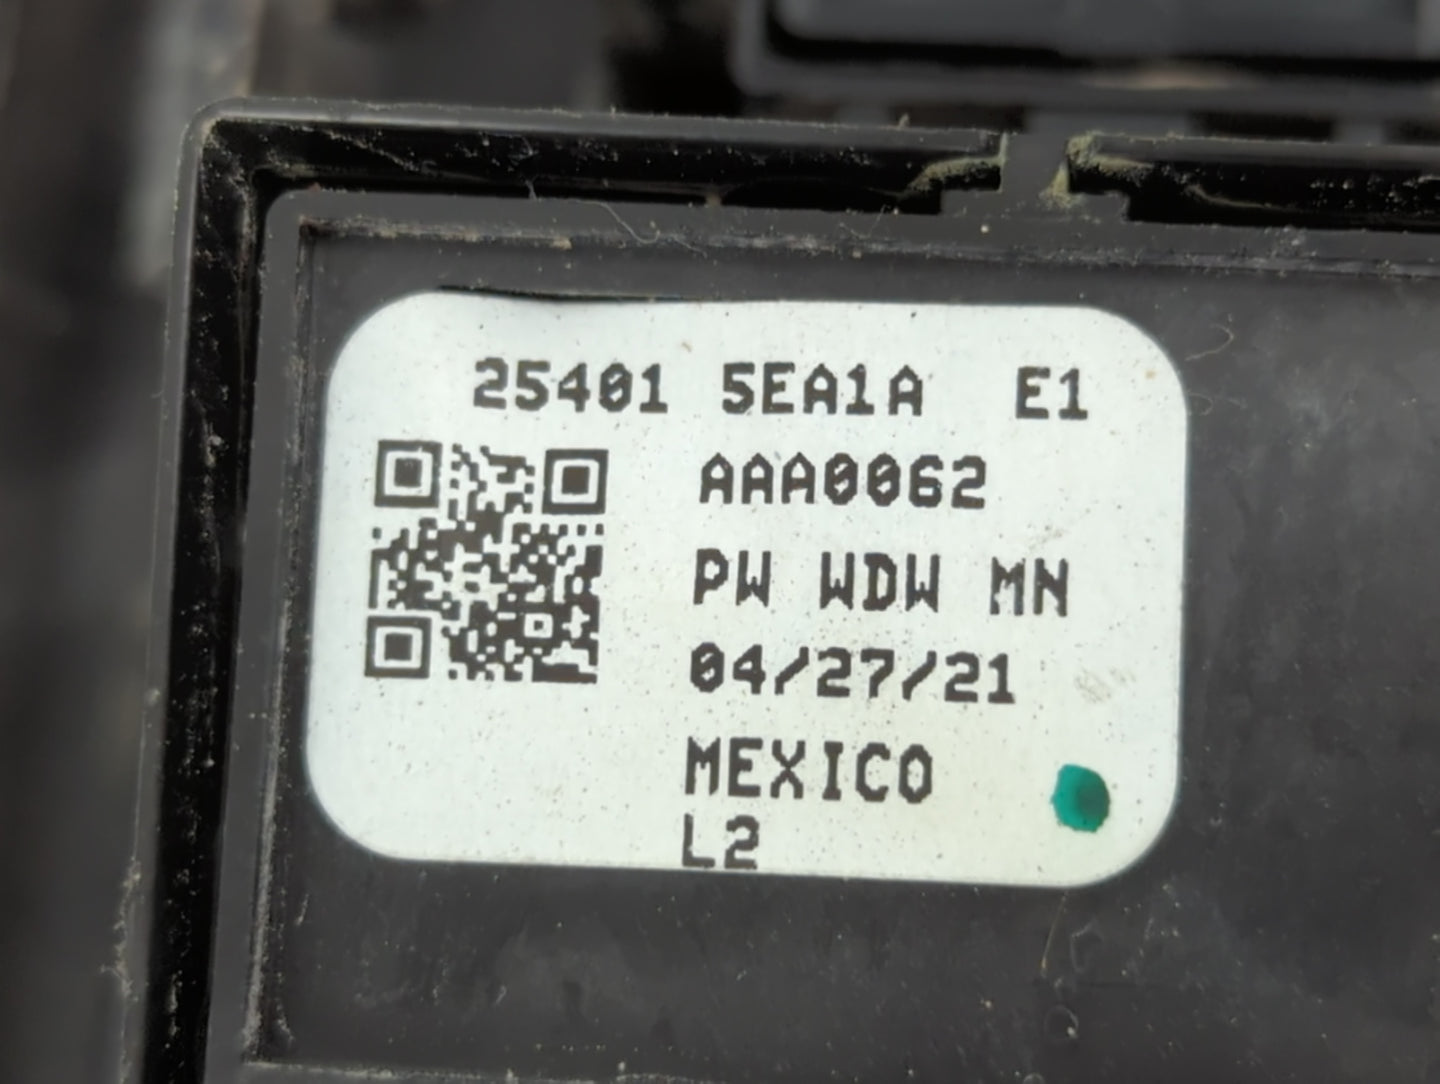 25401 5EA1A E1
AAA0062
PW WDW MN
04/27/21
MEXICO
L2